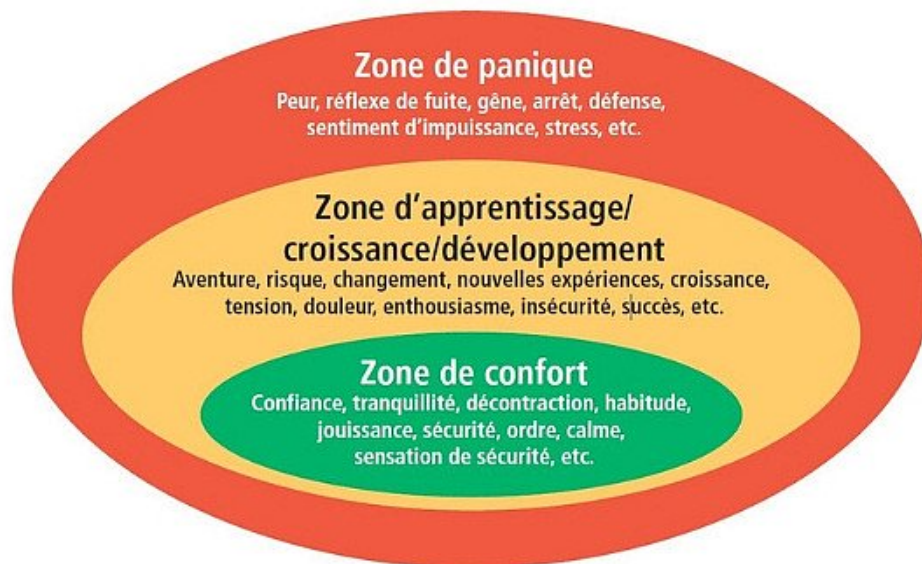 Zone de panique
Peur, réflexe de fuite, gêne, arrêt, défense,
sentiment d'impuissance, stress, etc.
Zone d'apprentissage/
croissance/développement
Aventure, risque, changement, nouvelles expériences, croissance,
tension, douleur, enthousiasme, insécurité, succès, etc.
Zone de confort
Confiance, tranquillité, décontraction, habitude,
jouissance, sécurité, ordre, calme,
sensation de sécurité, etc.